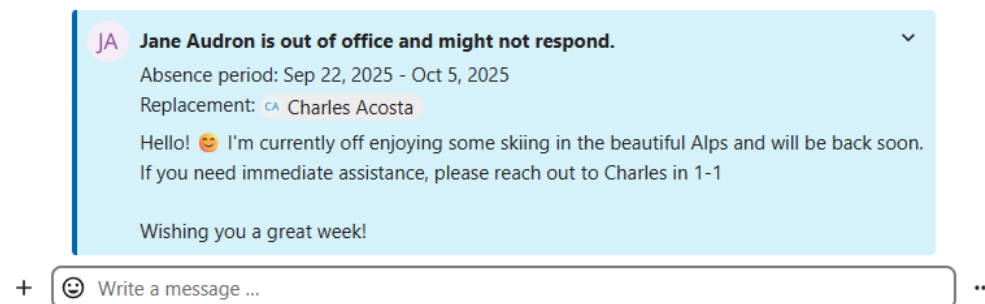 JA Jane Audron is out of office and might not respond.
Absence period: Sep 22, 2025 - Oct 5, 2025
Replacement: CA Charles Acosta
Hello! 😊 I'm currently off enjoying some skiing in the beautiful Alps and will be back soon.
If you need immediate assistance, please reach out to Charles in 1-1
Wishing you a great week!
Write a message ...